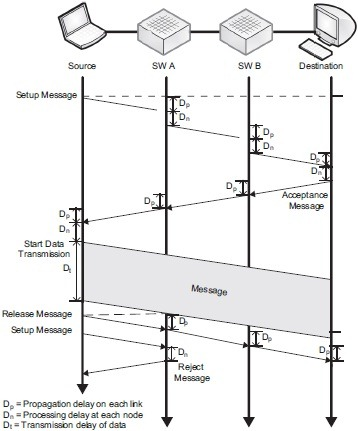 Source SW A SW B Destination
Setup Message
Dp
Dn
Dp
Dn
Dp
Dn
Dp
Dp
Acceptance
Message
Dp
Dn
Start Data
Transmission
Dt
Message
Release Message
Dp
Setup Message
Dp
Dn
Dp
Reject
Message
Dp = Propagation delay on each link
Dn = Processing delay at each node
Dt = Transmission delay of data